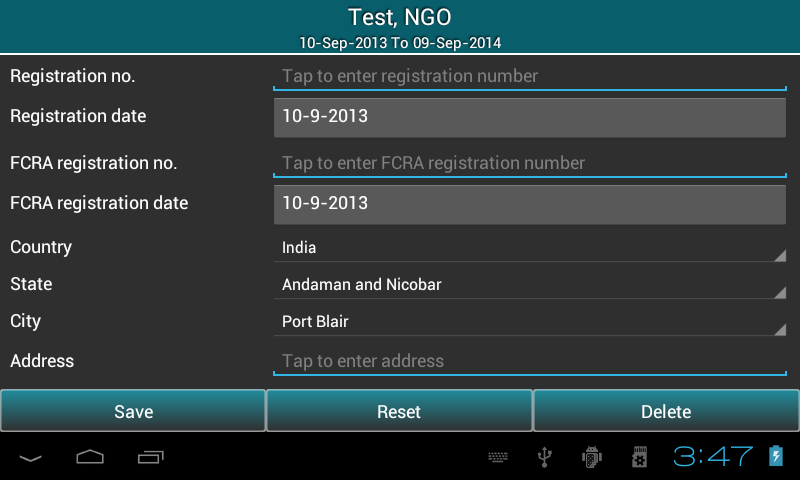 Test, NGO
10-Sep-2013 To 09-Sep-2014
Registration no. Tap to enter registration number
Registration date 10-9-2013
FCRA registration no. Tap to enter FCRA registration number
FCRA registration date 10-9-2013
Country India
State Andaman and Nicobar
City Port Blair
Address Tap to enter address
Save Reset Delete
3:47